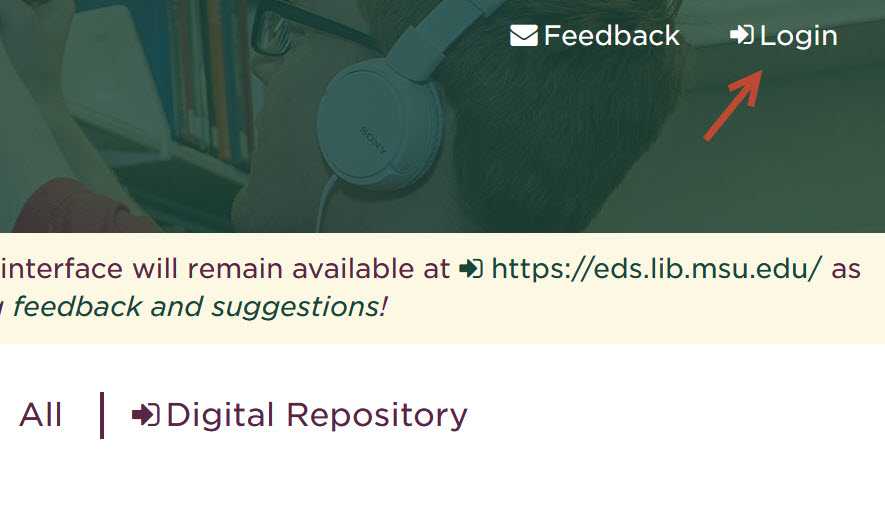 Feedback Login
SONY
interface will remain available at https://eds.lib.msu.edu/ as
feedback and suggestions!
All Digital Repository